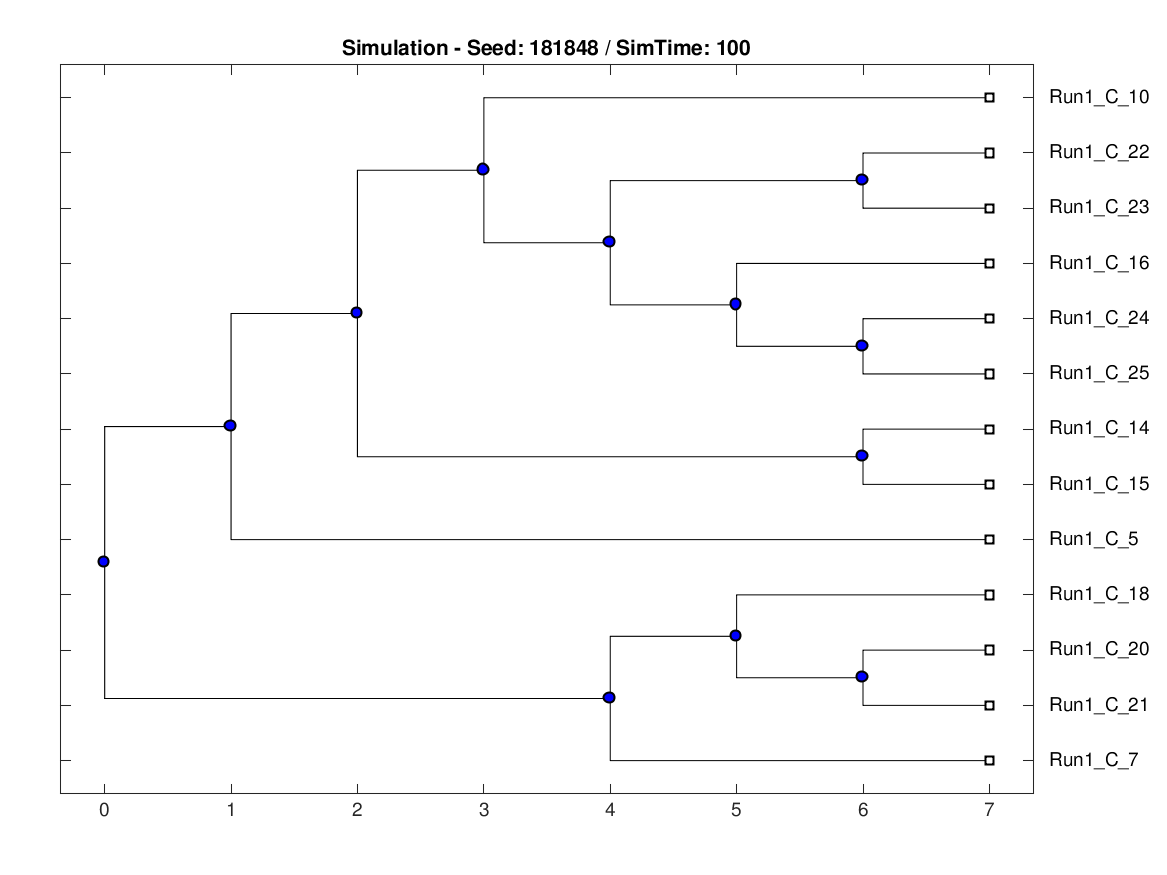 Simulation - Seed: 181848 / SimTime: 100
Run1_C_10
Run1_C_22
Run1_C_23
Run1_C_16
Run1_C_24
Run1_C_25
Run1_C_14
Run1_C_15
Run1_C_5
Run1_C_18
Run1_C_20
Run1_C_21
Run1_C_7
0 1 2 3 4 5 6 7